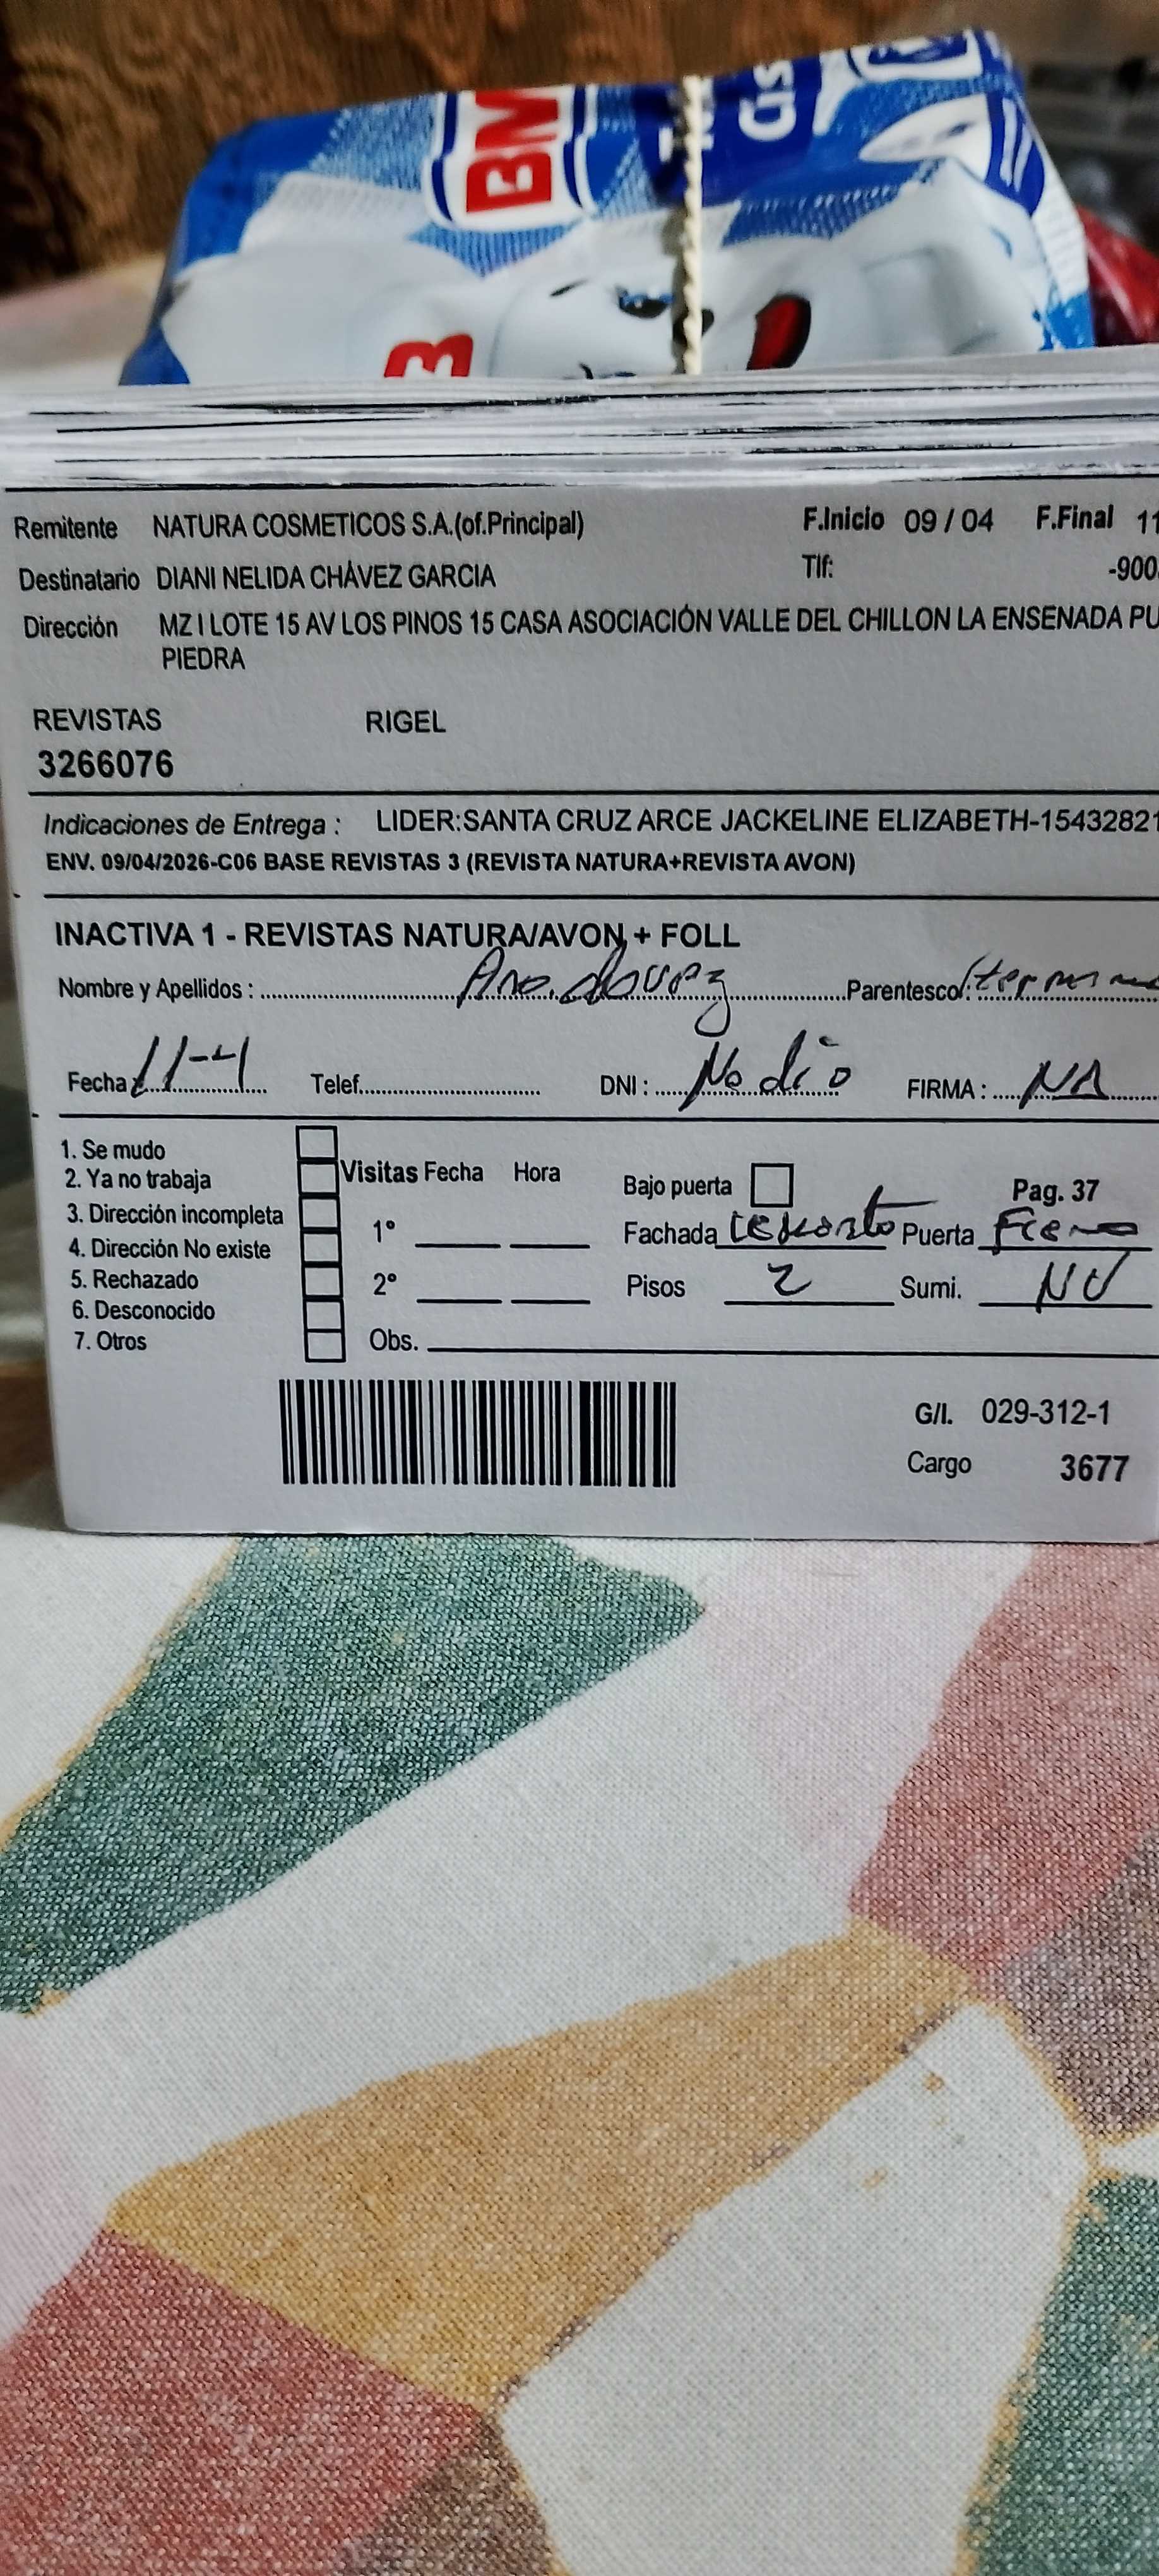 BM
Remitente NATURA COSMETICOS S.A.(of.Principal) F.Inicio 09 / 04 F.Final 11
Destinatario DIANI NELIDA CHÁVEZ GARCIA Tlf: -900
Dirección MZ I LOTE 15 AV LOS PINOS 15 CASA ASOCIACIÓN VALLE DEL CHILLON LA ENSENADA PU
PIEDRA
REVISTAS RIGEL
3266076
Indicaciones de Entrega : LIDER:SANTA CRUZ ARCE JACKELINE ELIZABETH-15432821
ENV. 09/04/2026-C06 BASE REVISTAS 3 (REVISTA NATURA+REVISTA AVON)
INACTIVA 1 - REVISTAS NATURA/AVON + FOLL
Nombre y Apellidos : Parentesco:
Fecha 11-4 Telef. DNI : No dio FIRMA : NA
1. Se mudo
2. Ya no trabaja Visitas Fecha Hora Bajo puerta Pag. 37
3. Dirección incompleta 1° Fachada Puerta
4. Dirección No existe
5. Rechazado 2° Pisos 2 Sumi.
6. Desconocido
7. Otros Obs.
G/I. 029-312-1
Cargo 3677